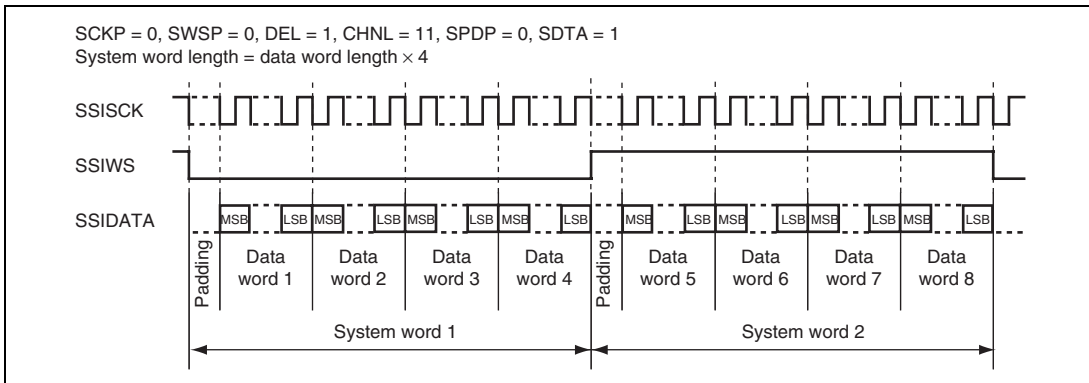 SCKP = 0, SWSP = 0, DEL = 1, CHNL = 11, SPDP = 0, SDTA = 1
System word length = data word length × 4
SSISCK
SSIWS
SSIDATA
MSB LSB MSB LSB MSB LSB MSB LSB MSB LSB MSB LSB MSB LSB MSB LSB
Padding
Data word 1
Data word 2
Data word 3
Data word 4
Padding
Data word 5
Data word 6
Data word 7
Data word 8
System word 1
System word 2